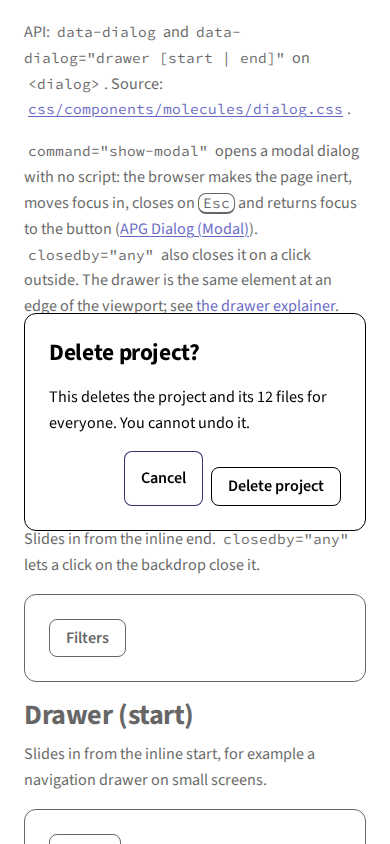 API: data-dialog and data-
dialog="drawer [start | end]" on
<dialog>. Source:
css/components/molecules/dialog.css.
command="show-modal" opens a modal dialog
with no script: the browser makes the page inert,
moves focus in, closes on Esc and returns focus
to the button (APG Dialog (Modal)).
closedby="any" also closes it on a click
outside. The drawer is the same element at an
edge of the viewport; see the drawer explainer.
Delete project?
This deletes the project and its 12 files for
everyone. You cannot undo it.
Cancel
Delete project
Slides in from the inline end. closedby="any"
lets a click on the backdrop close it.
Filters
Drawer (start)
Slides in from the inline start, for example a
navigation drawer on small screens.